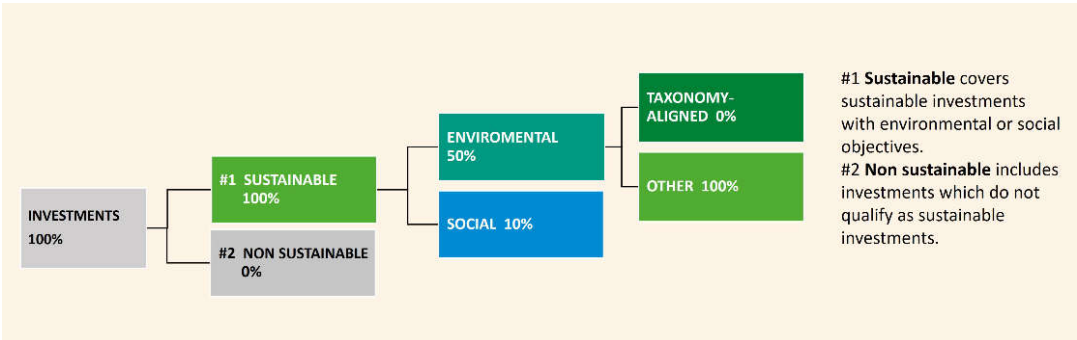 INVESTMENTS
100%
#1 SUSTAINABLE
100%
#2 NON SUSTAINABLE
0%
ENVIROMENTAL
50%
SOCIAL 10%
TAXONOMY-
ALIGNED 0%
OTHER 100%
#1 Sustainable covers
sustainable investments
with environmental or social
objectives.
#2 Non sustainable includes
investments which do not
qualify as sustainable
investments.